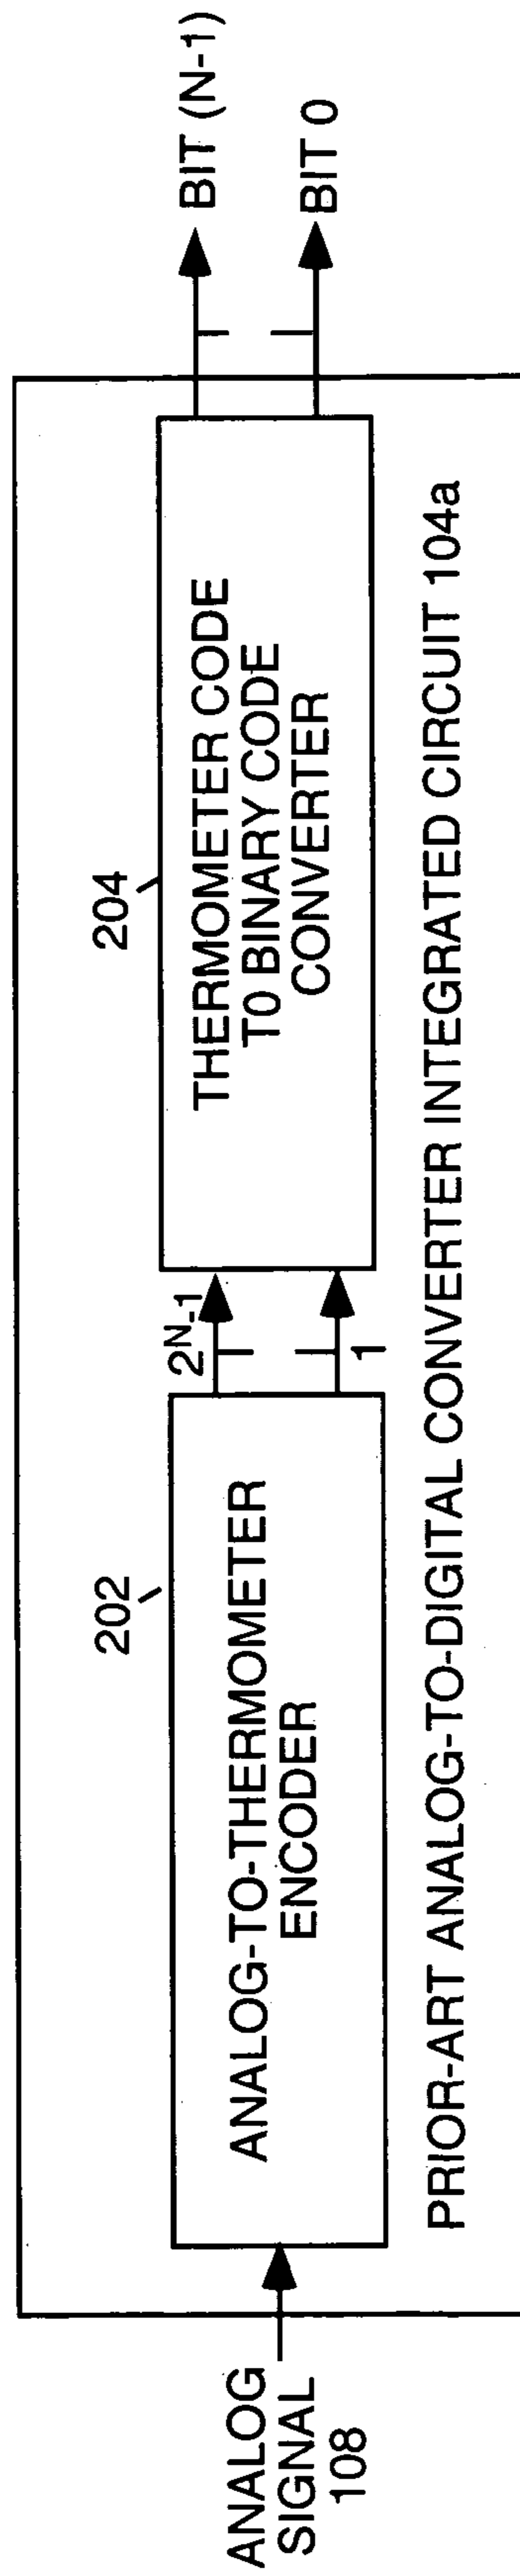 ANALOG
SIGNAL
108
202
ANALOG-TO-THERMOMETER
ENCODER
2^N-1
1
204
THERMOMETER CODE
T0 BINARY CODE
CONVERTER
BIT (N-1)
BIT 0
PRIOR-ART ANALOG-TO-DIGITAL CONVERTER INTEGRATED CIRCUIT 104a